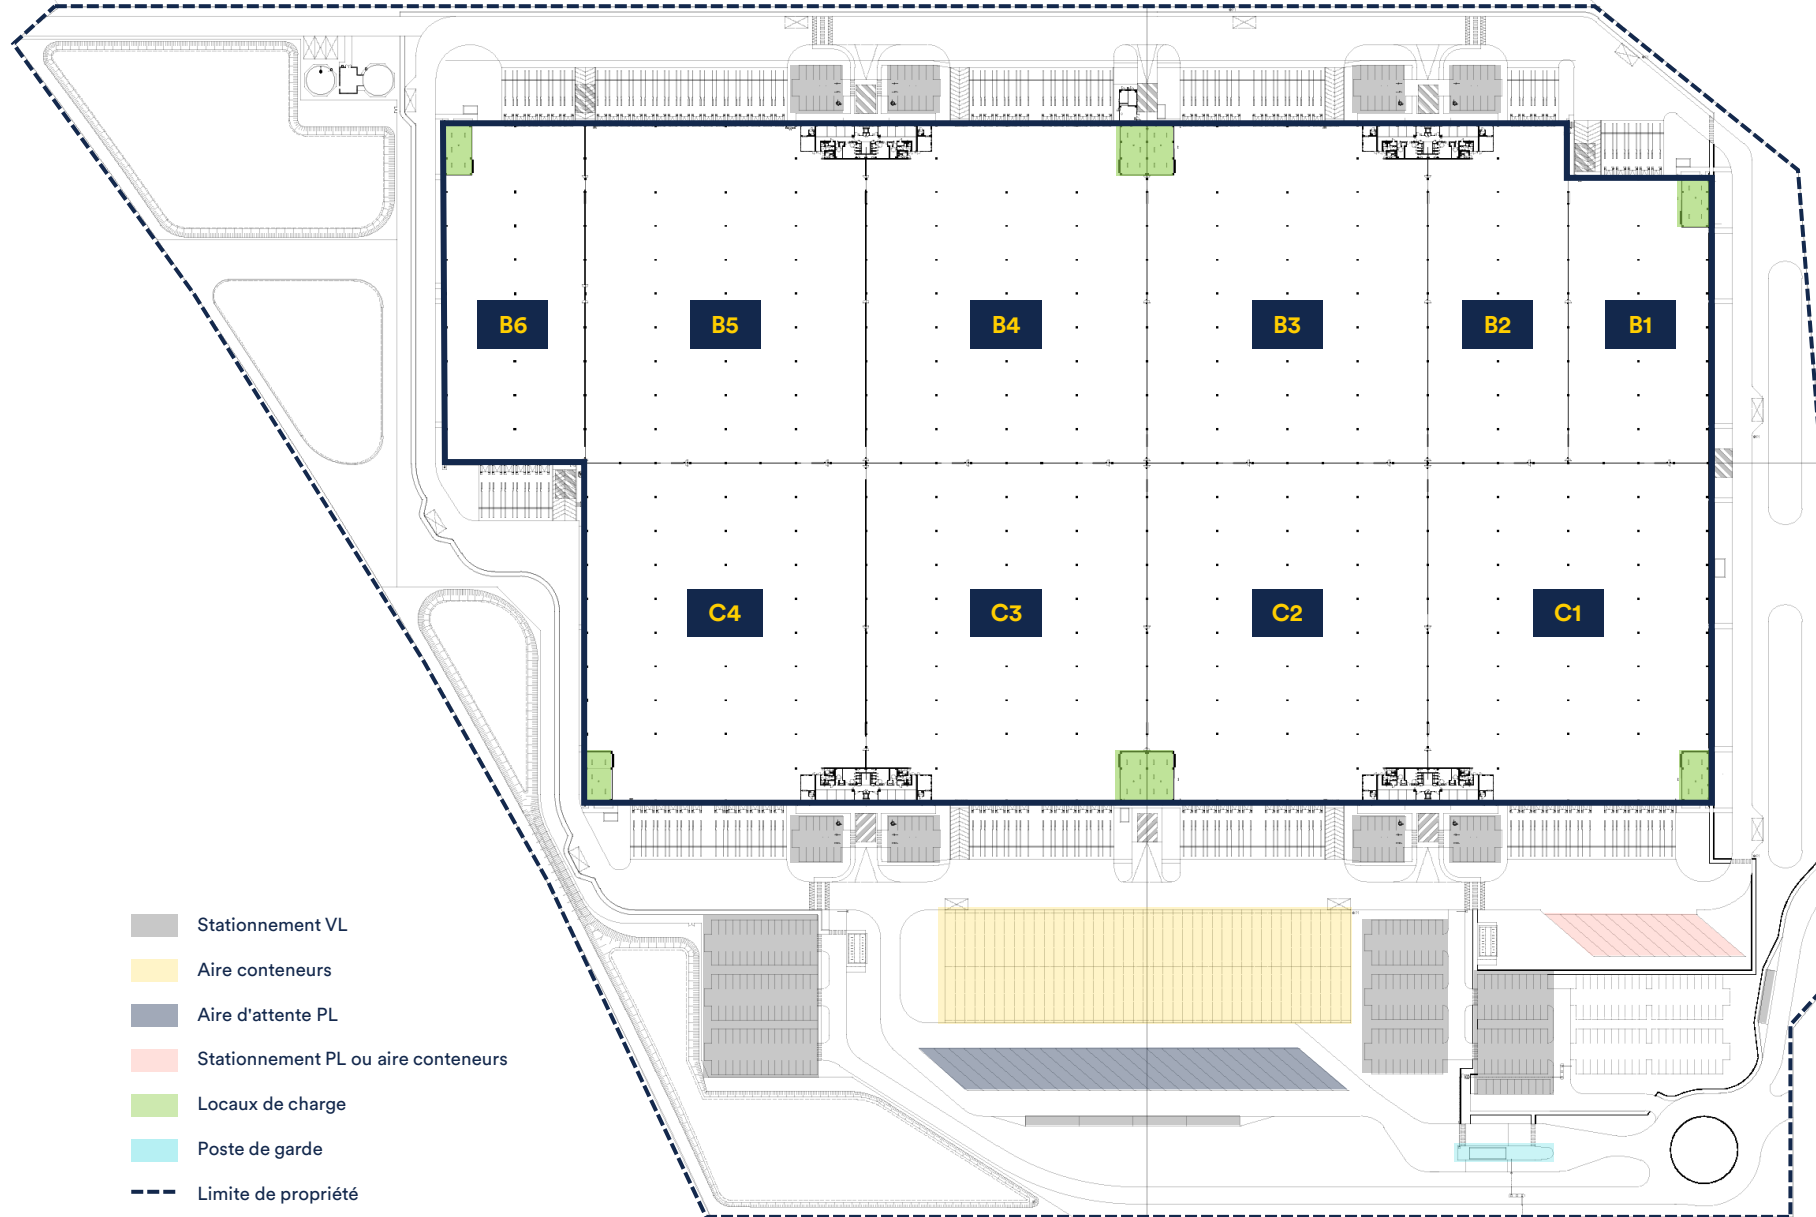 B6
B5
B4
B3
B2
B1
C4
C3
C2
C1
Stationnement VL
Aire conteneurs
Aire d'attente PL
Stationnement PL ou aire conteneurs
Locaux de charge
Poste de garde
Limite de propriété